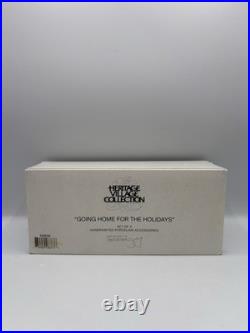 HERITAGE
VILLAGE
COLLECTION
"GOING HOME FOR THE HOLIDAYS"
SET OF 3
HANDPAINTED PORCELAIN ACCESSORIES